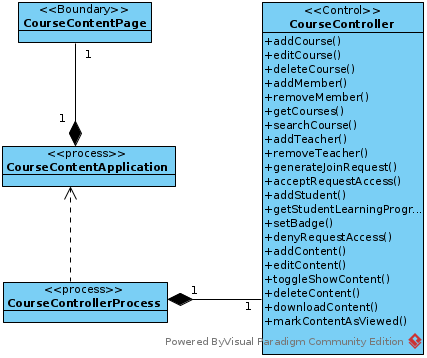 <<Boundary>>
CourseContentPage
1
1
<<process>>
CourseContentApplication
<<process>>
CourseControllerProcess
1
1
<<Control>>
CourseController
+addCourse()
+editCourse()
+deleteCourse()
+addMember()
+removeMember()
+getCourses()
+searchCourse()
+addTeacher()
+removeTeacher()
+generateJoinRequest()
+acceptRequestAccess()
+addStudent()
+getStudentLearningProgr...
+setBadge()
+denyRequestAccess()
+addContent()
+editContent()
+toggleShowContent()
+deleteContent()
+downloadContent()
+markContentAsViewed()
Powered ByVisual Paradigm Community Edition